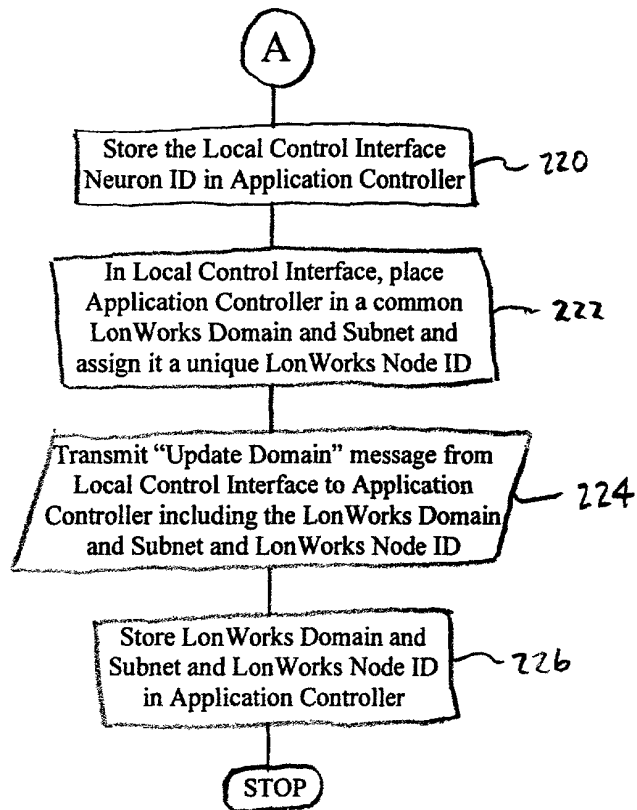 A
Store the Local Control Interface
Neuron ID in Application Controller
220
In Local Control Interface, place
Application Controller in a common
LonWorks Domain and Subnet and
assign it a unique LonWorks Node ID
222
Transmit “Update Domain” message from
Local Control Interface to Application
Controller including the LonWorks Domain
and Subnet and LonWorks Node ID
224
Store LonWorks Domain and
Subnet and LonWorks Node ID
in Application Controller
226
STOP